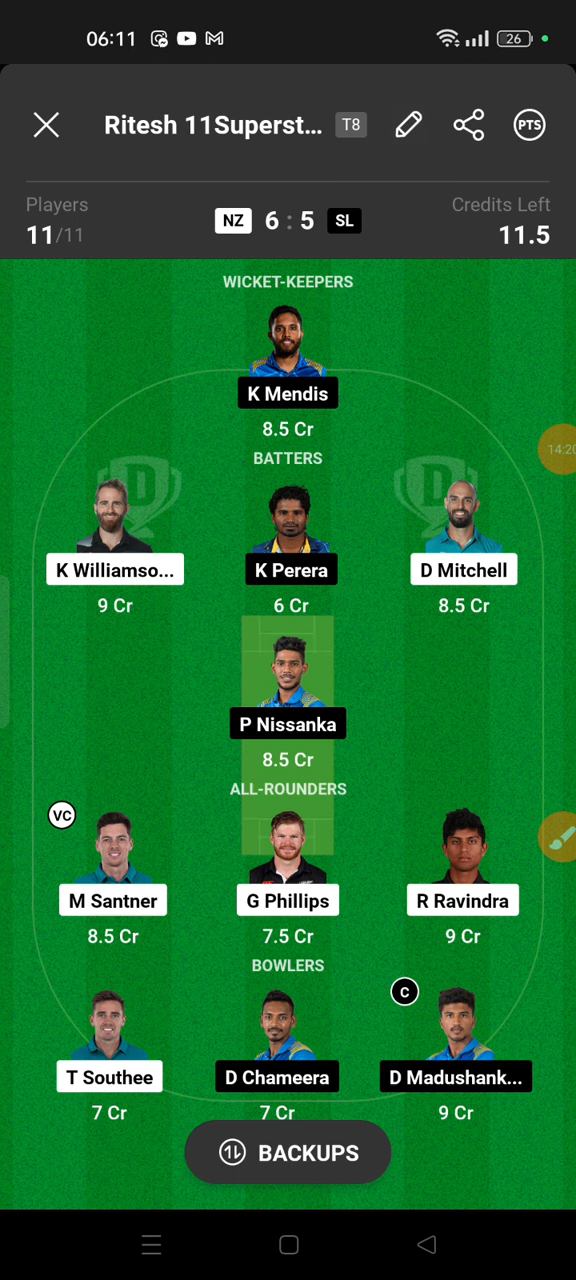 06:11 26
Ritesh 11Superst... T8 PTS
Players Credits Left
11/11 NZ 6 : 5 SL 11.5
WICKET-KEEPERS
K Mendis
8.5 Cr
BATTERS
14:20
K Williamso... K Perera D Mitchell
9 Cr 6 Cr 8.5 Cr
P Nissanka
8.5 Cr
ALL-ROUNDERS
VC
M Santner G Phillips R Ravindra
8.5 Cr 7.5 Cr 9 Cr
BOWLERS
C
T Southee D Chameera D Madushank...
7 Cr 7 Cr 9 Cr
BACKUPS